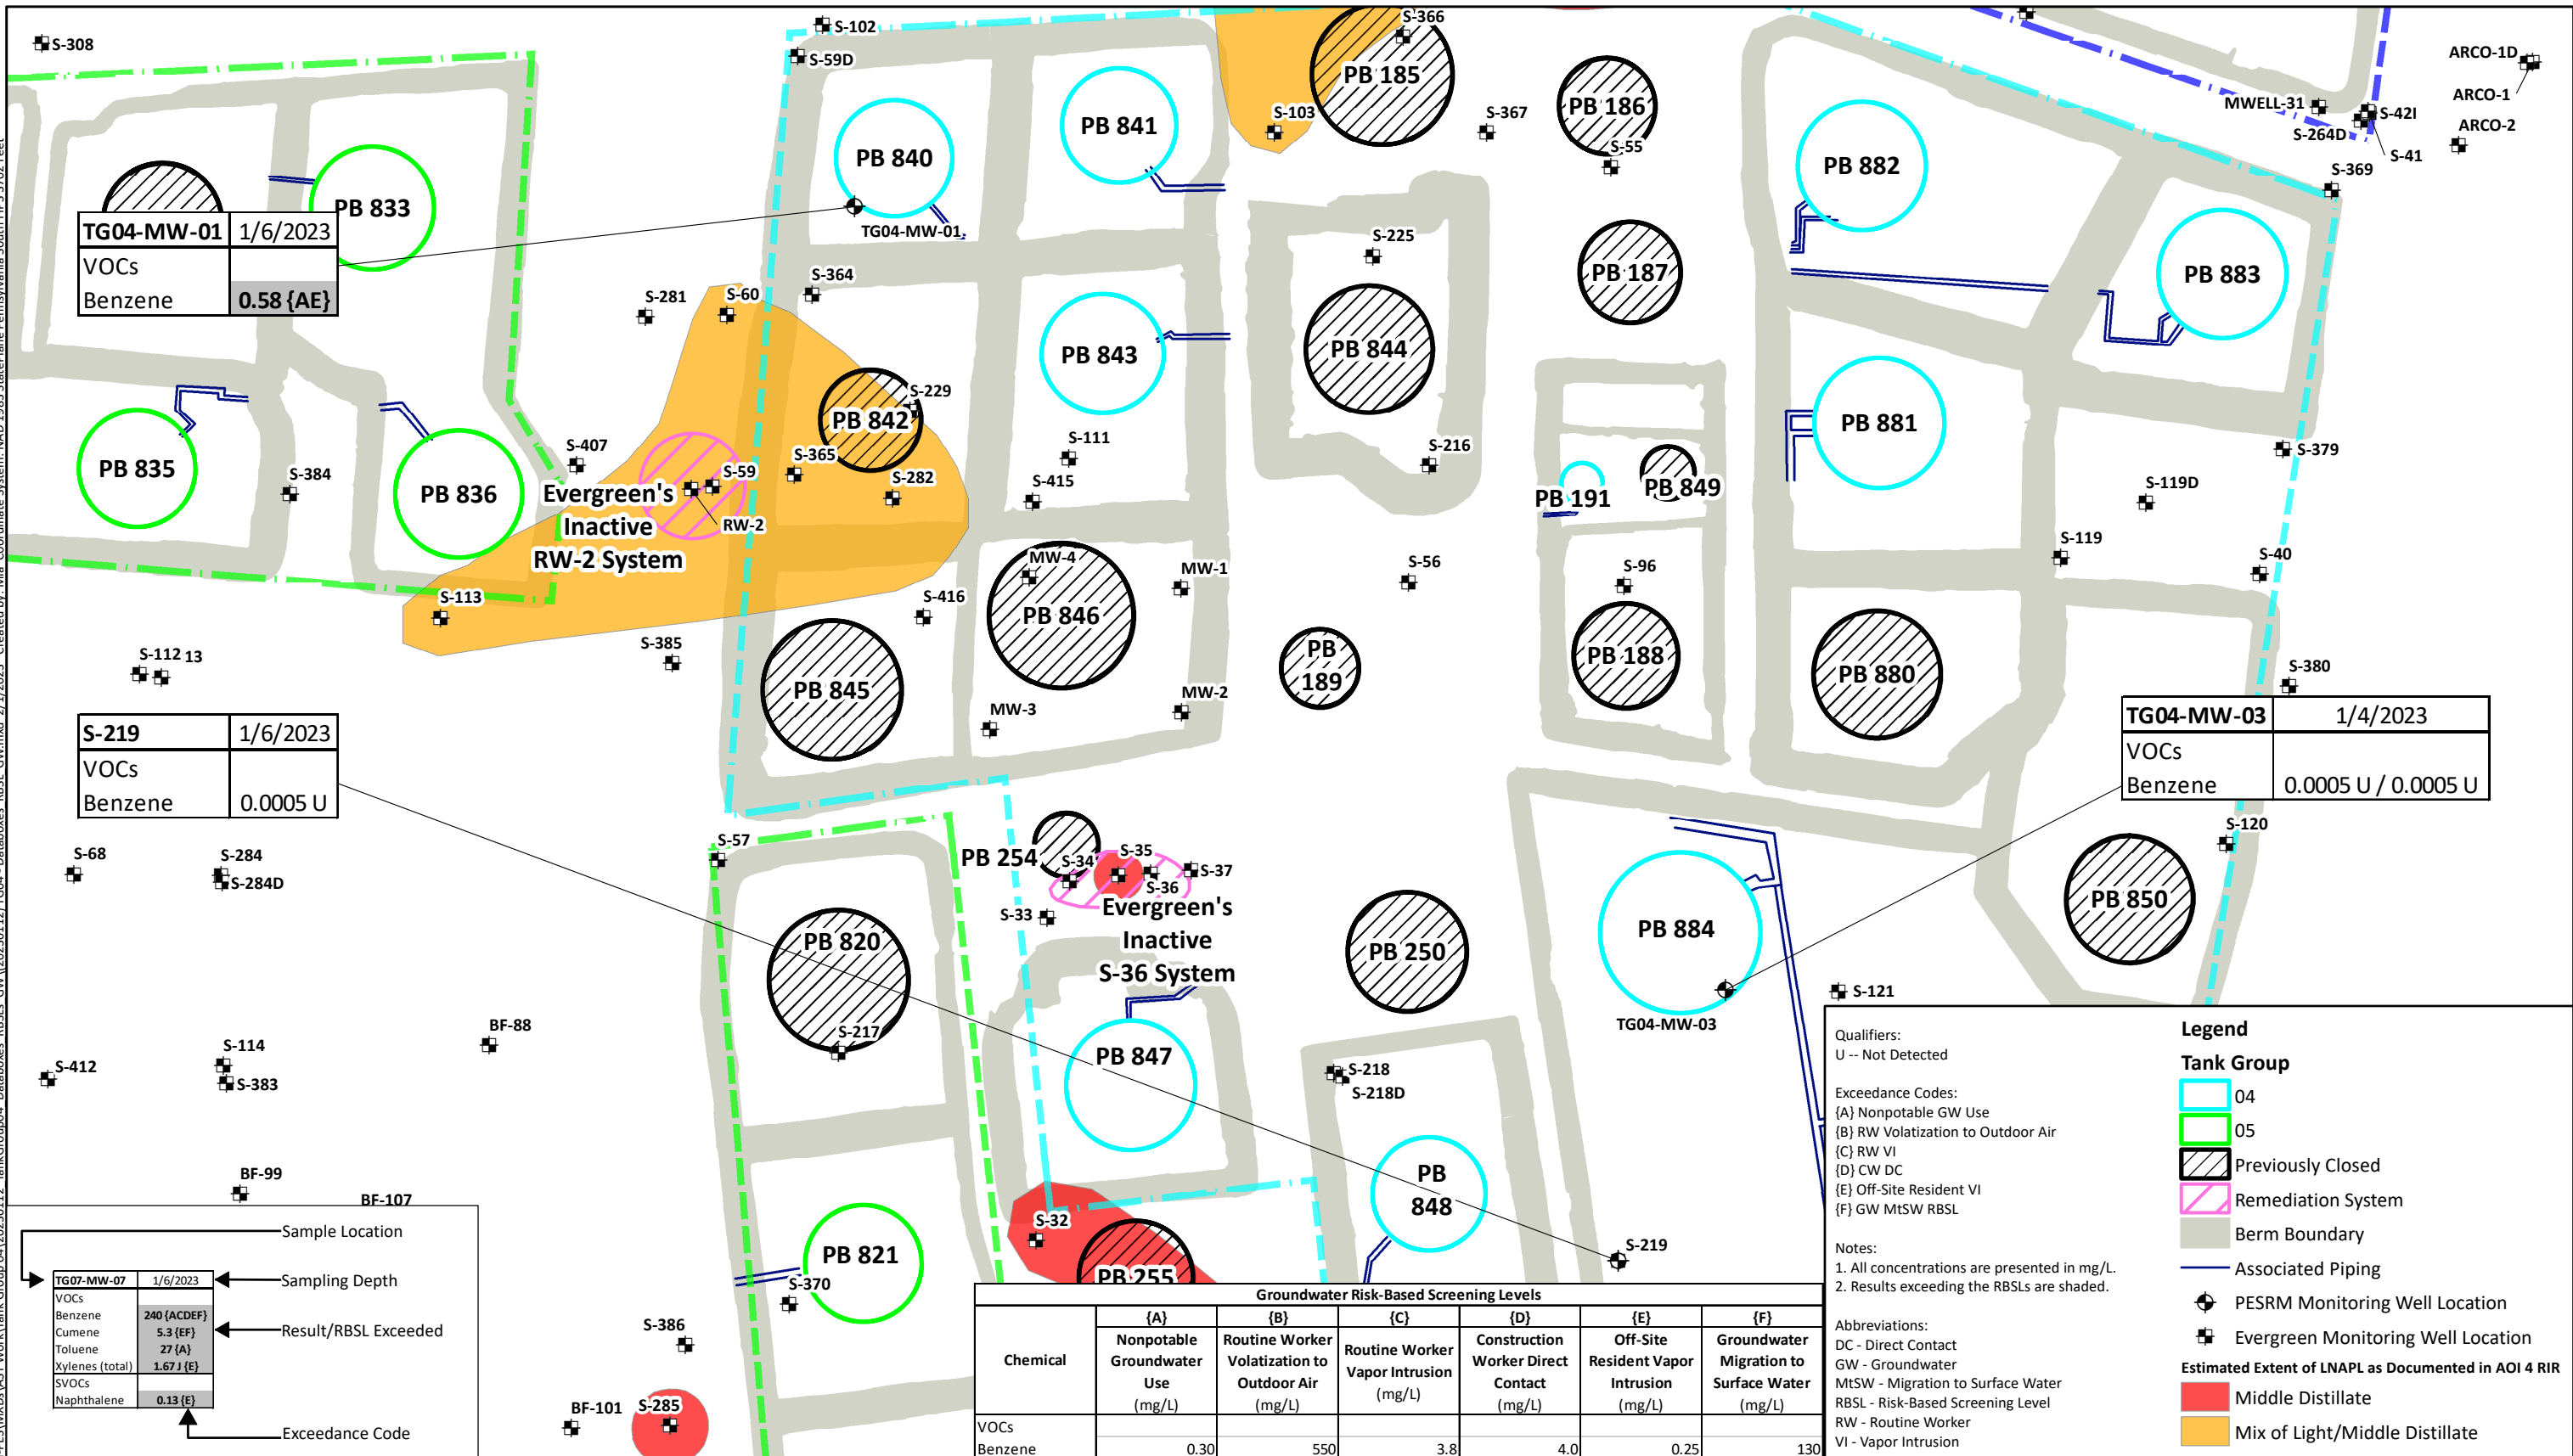 S-308
S-102
S-59D
S-366
PB 185
PB 186
S-103
S-367
S-55
PB 841
PB 840
PB 882
ARCO-1D
ARCO-1
ARCO-2
MWELL-31
S-42I
S-264D
S-41
S-369
PB 833
TG04-MW-01 1/6/2023
VOCs
Benzene 0.58 {AE}
TG04-MW-01
S-225
PB 187
PB 883
S-281
S-60
S-364
PB 843
PB 844
S-229
PB 842
PB 881
S-407
S-59
S-365
S-282
S-111
S-415
S-216
PB 191
PB 849
S-379
S-119D
PB 835
S-384
PB 836
Evergreen's
Inactive
RW-2 System
RW-2
S-113
MW-4
MW-1
S-56
S-96
S-119
S-40
S-416
PB 846
S-385
PB 845
PB
189
PB 188
PB 880
S-380
S-112
13
MW-3
MW-2
S-219 1/6/2023
VOCs
Benzene 0.0005 U
TG04-MW-03 1/4/2023
VOCs
Benzene 0.0005 U / 0.0005 U
S-57
PB 254
S-34
S-35
S-36
S-37
S-33
Evergreen's
Inactive
S-36 System
S-120
PB 850
S-68
S-284
S-284D
PB 820
S-217
PB 250
PB 884
TG04-MW-03
S-121
BF-88
S-114
S-412
S-383
PB 847
S-218
S-218D
PB
848
S-219
BF-99
BF-107
S-32
PB 255
PB 821
S-370
S-386
BF-101
S-285
Sample Location
Sampling Depth
Result/RBSL Exceeded
Exceedance Code
TG07-MW-07 1/6/2023
VOCs
Benzene 240 {ACDEF}
Cumene 5.3 {EF}
Toluene 27 {A}
Xylenes (total) 1.67 J {E}
SVOCs
Naphthalene 0.13 {E}
Groundwater Risk-Based Screening Levels
Chemical
{A} Nonpotable Groundwater Use (mg/L)
{B} Routine Worker Volatization to Outdoor Air (mg/L)
{C} Routine Worker Vapor Intrusion (mg/L)
{D} Construction Worker Direct Contact (mg/L)
{E} Off-Site Resident Vapor Intrusion (mg/L)
{F} Groundwater Migration to Surface Water (mg/L)
VOCs
Benzene 0.30 550 3.8 4.0 0.25 130
Qualifiers:
U -- Not Detected
Exceedance Codes:
{A} Nonpotable GW Use
{B} RW Volatization to Outdoor Air
{C} RW VI
{D} CW DC
{E} Off-Site Resident VI
{F} GW MtSW RBSL
Notes:
1. All concentrations are presented in mg/L.
2. Results exceeding the RBSLs are shaded.
Abbreviations:
DC - Direct Contact
GW - Groundwater
MtSW - Migration to Surface Water
RBSL - Risk-Based Screening Level
RW - Routine Worker
VI - Vapor Intrusion
Legend
Tank Group
04
05
Previously Closed
Remediation System
Berm Boundary
Associated Piping
PESRM Monitoring Well Location
Evergreen Monitoring Well Location
Estimated Extent of LNAPL as Documented in AOI 4 RIR
Middle Distillate
Mix of Light/Middle Distillate